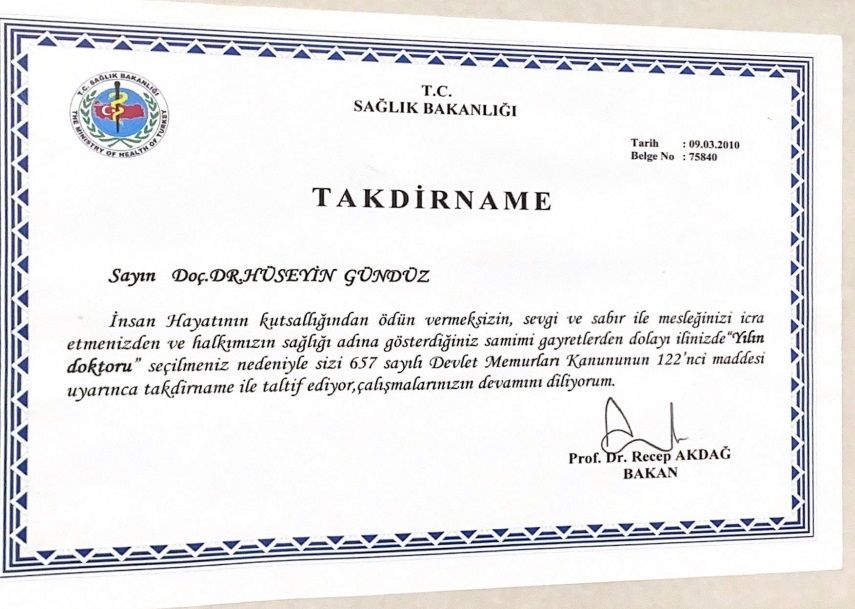 T.C. SAĞLIK BAKANLIĞI
THE MINISTRY OF HEALTH OF TURKEY
T.C.
SAĞLIK BAKANLIĞI
Tarih : 09.03.2010
Belge No : 75840
TAKDİRNAME
Sayın Doç.DR.HÜSEYİN GÜNDÜZ
İnsan Hayatının kutsallığından ödün vermeksizin, sevgi ve sabır ile mesleğinizi icra
etmenizden ve halkımızın sağlığı adına gösterdiğiniz samimi gayretlerden dolayı ilinizde“Yılın
doktoru” seçilmeniz nedeniyle sizi 657 sayılı Devlet Memurları Kanununun 122’nci maddesi
uyarınca takdirname ile taltif ediyor,çalışmalarınızın devamını diliyorum.
Prof. Dr. Recep AKDAĞ
BAKAN